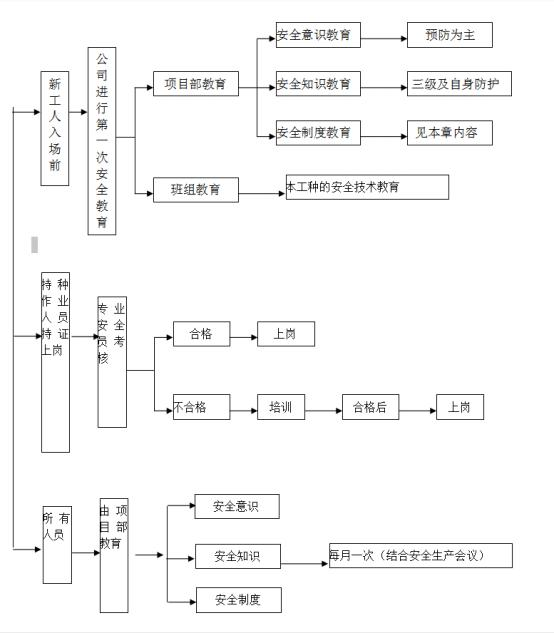 新工人入场前
公司进行第一次安全教育
项目部教育
安全意识教育
预防为主
安全知识教育
三级及自身防护
安全制度教育
见本章内容
班组教育
本工种的安全技术教育
持 种
作 业
人 员
持 证
上岗
专 业
安 全
员 考
核
合格
上岗
不合格
培训
合格后
上岗
所 有
人员
由 项
目 部
教育
安全意识
安全知识
每月一次（结合安全生产会议）
安全制度